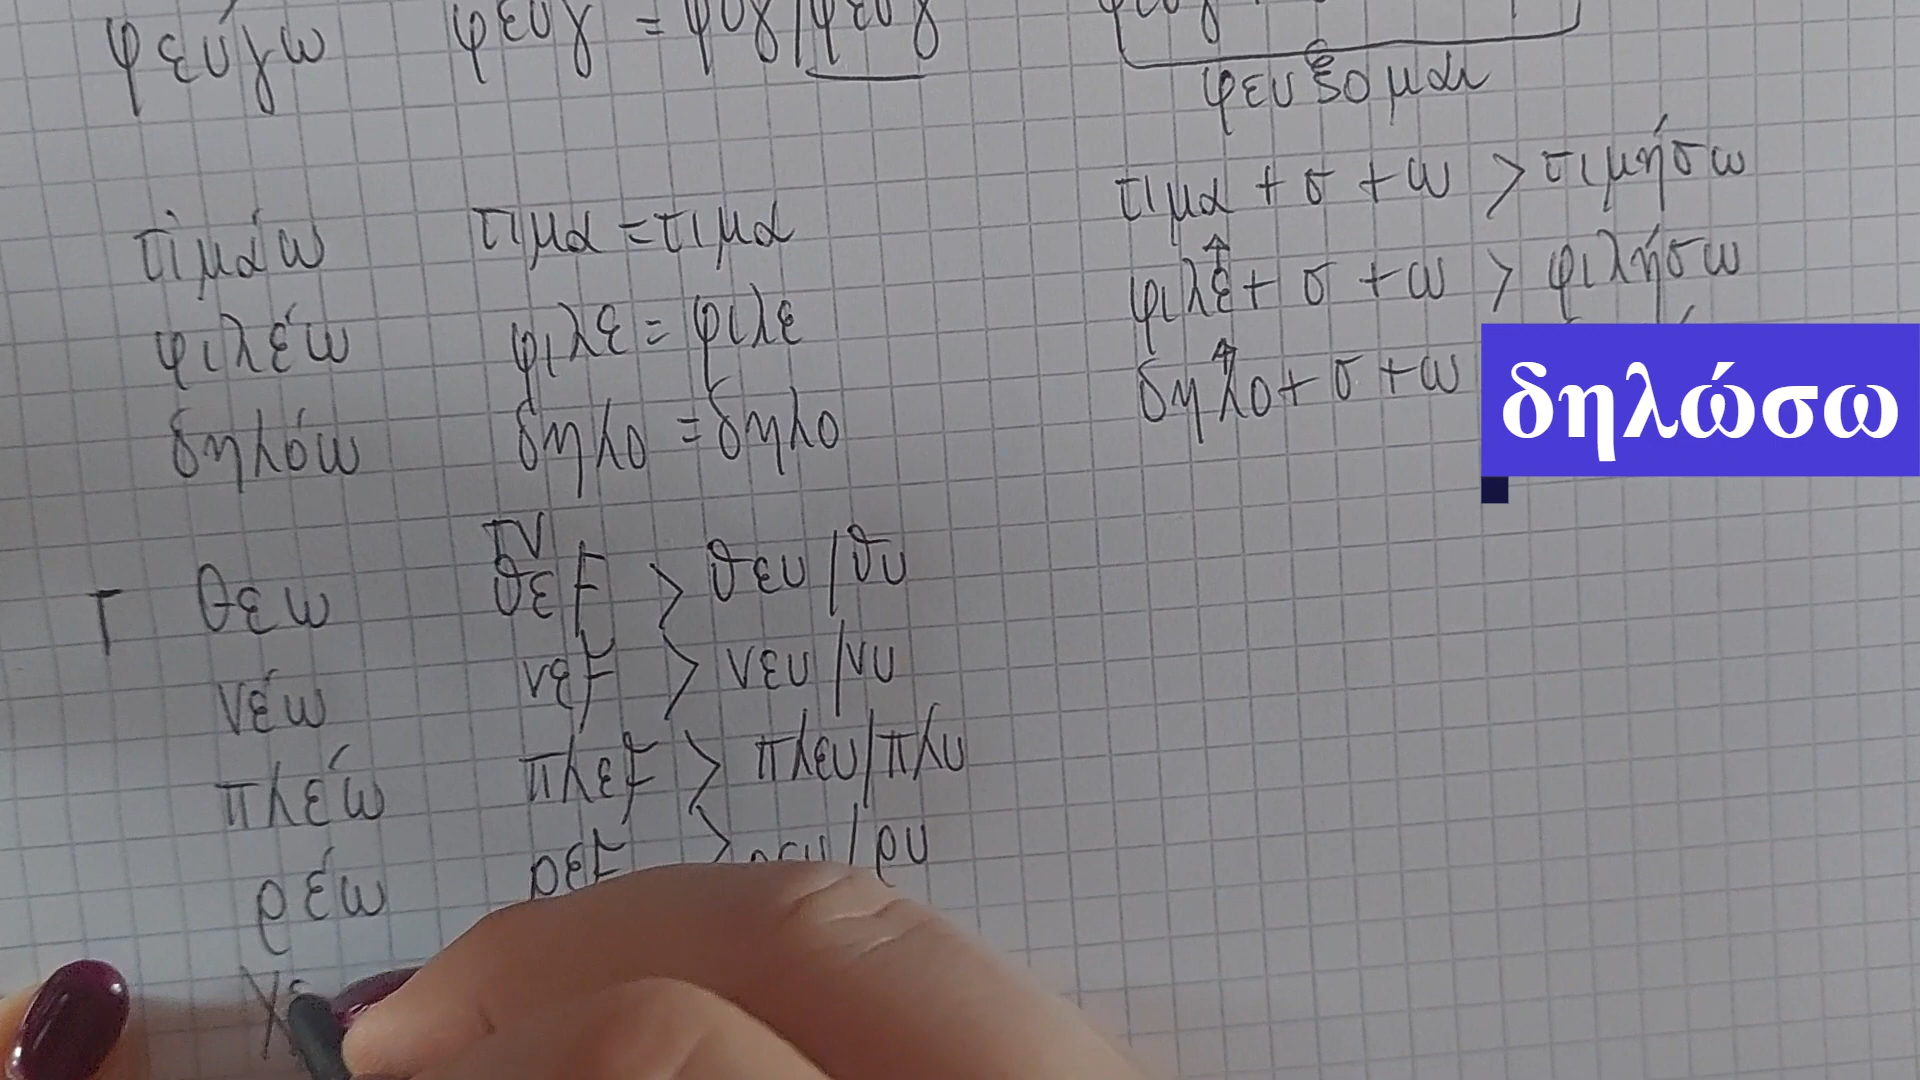 φεύγω φευγ = φυγ/φευγ
φευξομαι
τιμάω τιμα = τιμα τιμα + σ + ω > τιμήσω
φιλέω φιλε = φιλε φιλε + σ + ω > φιλήσω
δηλόω δηλο = δηλο δηλο + σ + ω δηλώσω
πν
θέω θεϝ > θευ/θυ
νέω νεϝ > νευ/νυ
πλέω πλεϝ > πλευ/πλυ
ρέω ρεϝ > ρευ/ρυ